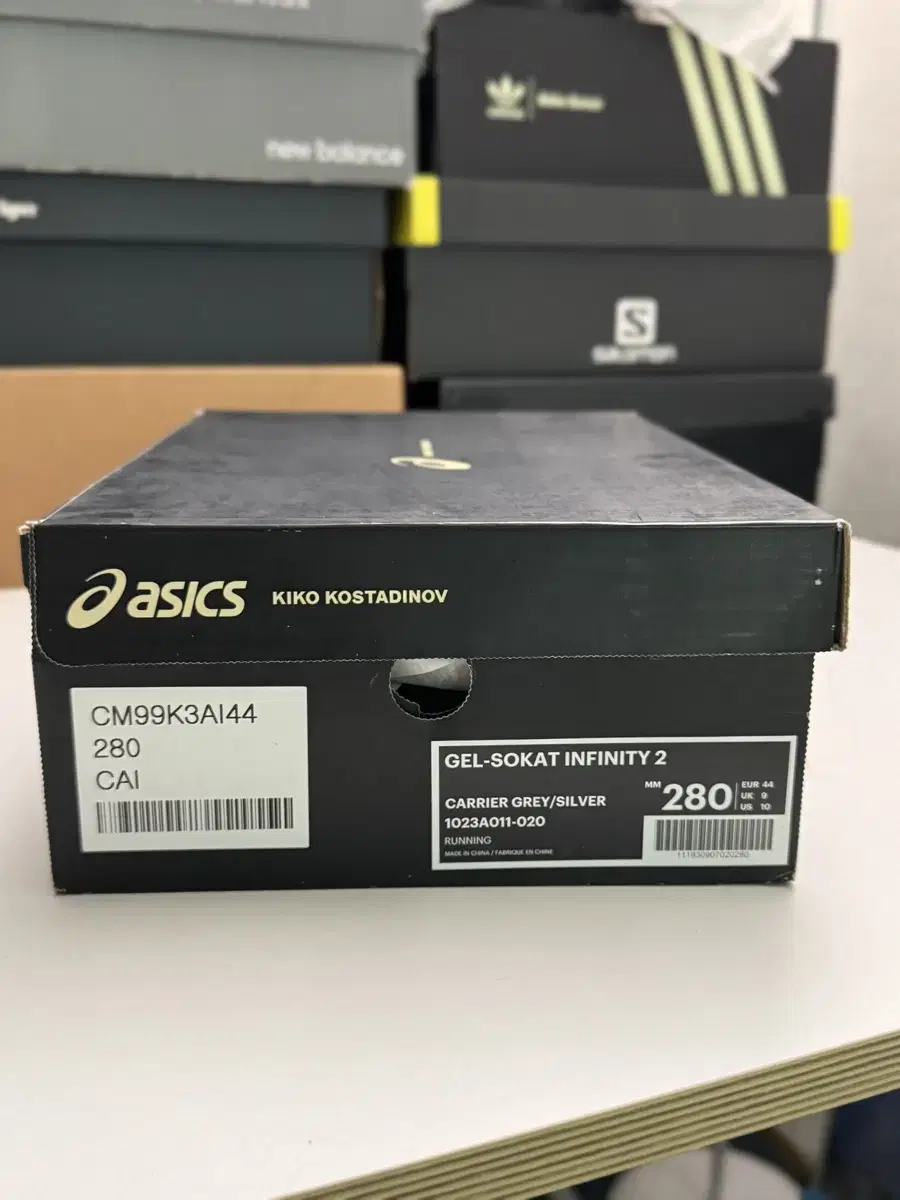 new balance
SALOMON
asics KIKO KOSTADINOV
CM99K3AI44
280
CAI
GEL-SOKAT INFINITY 2
CARRIER GREY/SILVER
1023A011-020
RUNNING
MADE IN CHINA / FABRIQUE EN CHINE
MM 280
EUR 44
UK 9
US 10